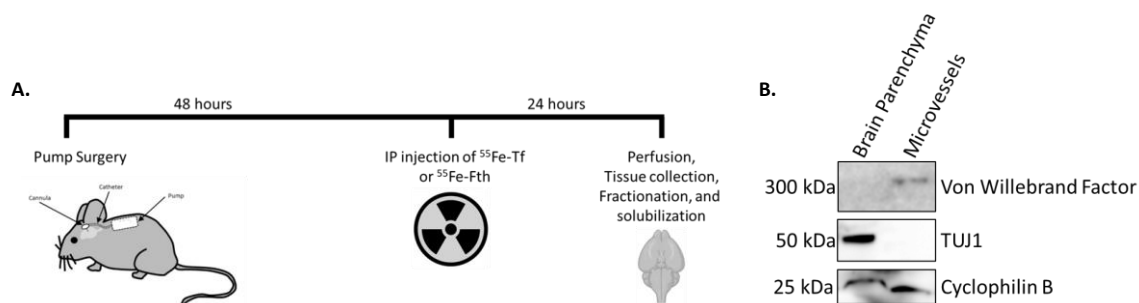 A.
48 hours
24 hours
Pump Surgery
IP injection of ⁵⁵Fe-Tf
or ⁵⁵Fe-Fth
Perfusion,
Tissue collection,
Fractionation, and
solubilization
Cannula
Catheter
Pump
B.
Brain Parenchyma
Microvessels
300 kDa
Von Willebrand Factor
50 kDa
TUJ1
25 kDa
Cyclophilin B